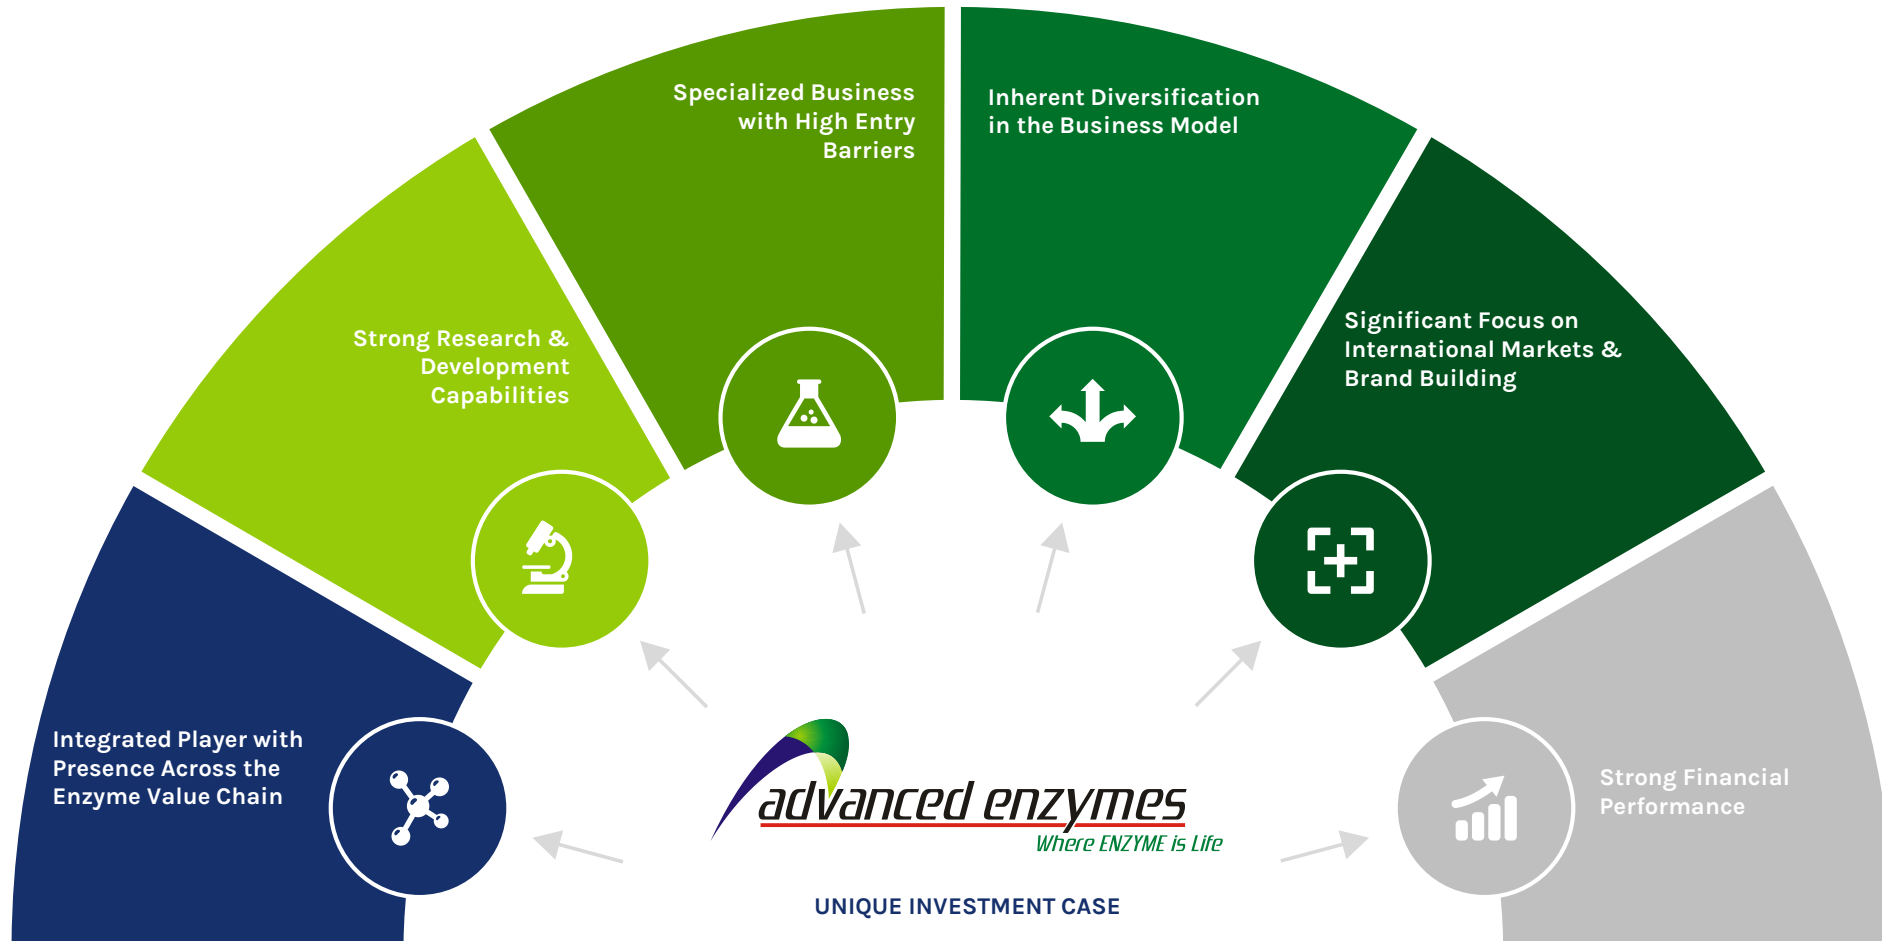 Specialized Business
with High Entry
Barriers
Inherent Diversification
in the Business Model
Strong Research &
Development
Capabilities
Significant Focus on
International Markets &
Brand Building
Integrated Player with
Presence Across the
Enzyme Value Chain
Strong Financial
Performance
advanced enzymes
Where ENZYME is Life
UNIQUE INVESTMENT CASE